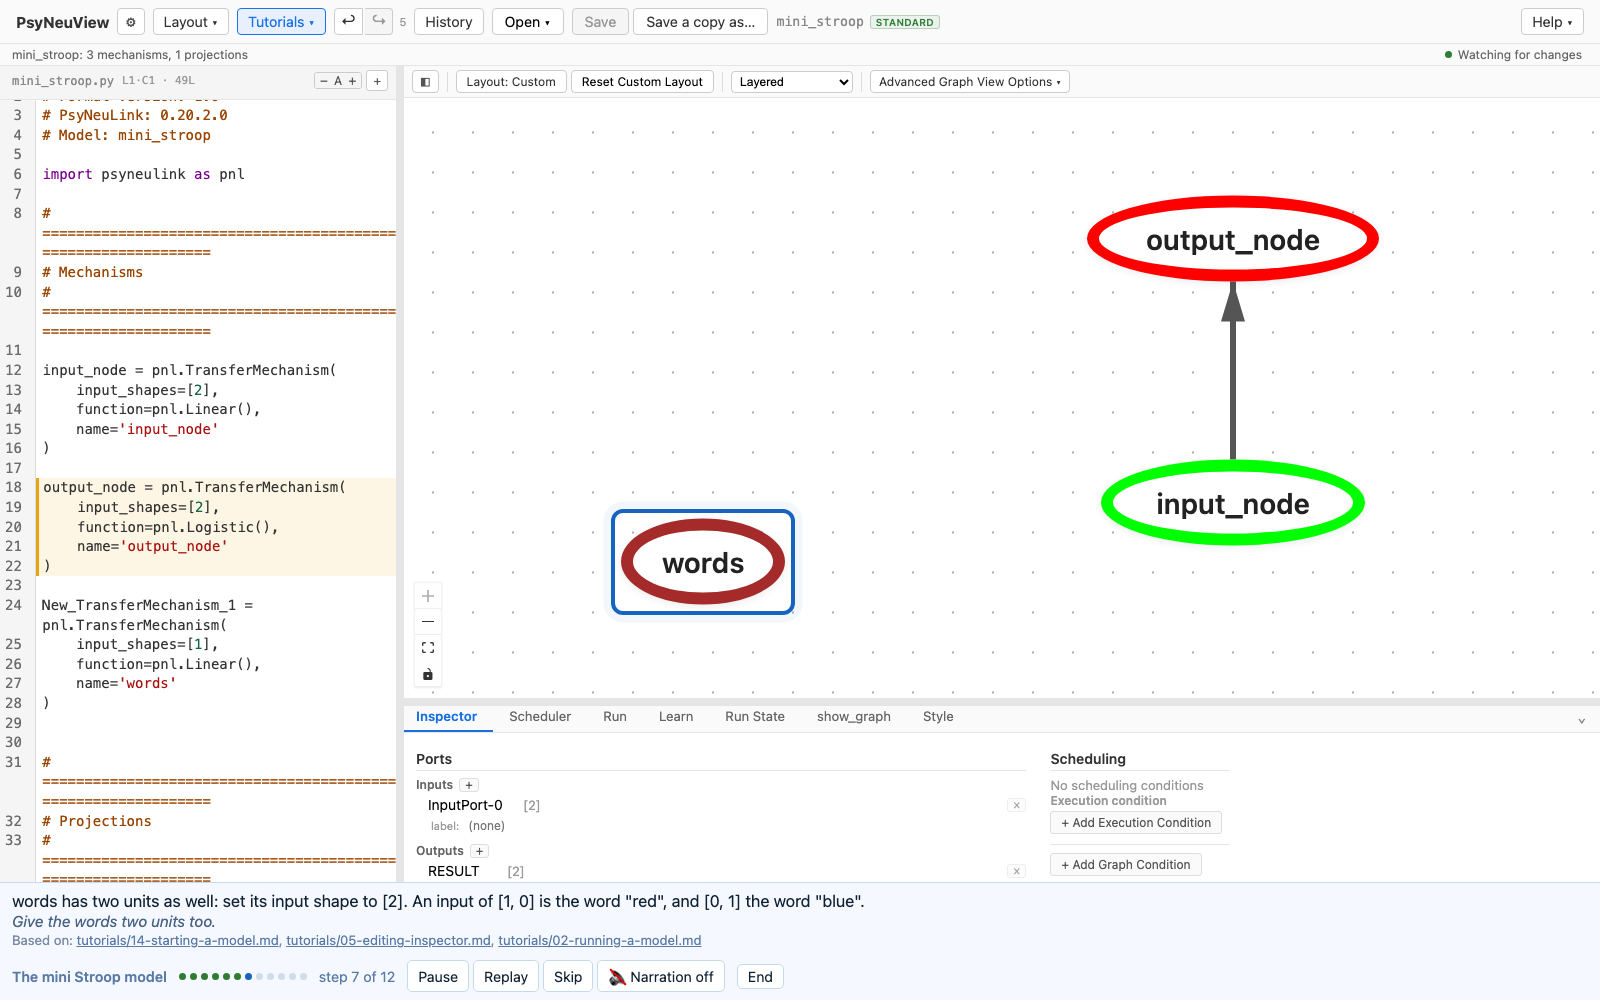 PsyNeuView
Layout ▾
Tutorials ▾
5
History
Open ▾
Save
Save a copy as...
mini_stroop
STANDARD
Help ▾
mini_stroop: 3 mechanisms, 1 projections
Watching for changes
mini_stroop.py L1:C1 · 49L
− A +
+
Layout: Custom
Reset Custom Layout
Layered
Advanced Graph View Options ▾
3 # PsyNeuLink: 0.20.2.0
4 # Model: mini_stroop
5
6 import psyneulink as pnl
7
8 #
==========================================
====================
9 # Mechanisms
10 #
==========================================
====================
11
12 input_node = pnl.TransferMechanism(
13     input_shapes=[2],
14     function=pnl.Linear(),
15     name='input_node'
16 )
17
18 output_node = pnl.TransferMechanism(
19     input_shapes=[2],
20     function=pnl.Logistic(),
21     name='output_node'
22 )
23
24 New_TransferMechanism_1 =
pnl.TransferMechanism(
25     input_shapes=[1],
26     function=pnl.Linear(),
27     name='words'
28 )
29
30
31 #
==========================================
====================
32 # Projections
33 #
==========================================
====================
output_node
input_node
words
Inspector
Scheduler
Run
Learn
Run State
show_graph
Style
Ports
Inputs +
InputPort-0 [2] x
label: (none)
Outputs +
RESULT [2] x
Scheduling
No scheduling conditions
Execution condition
+ Add Execution Condition
+ Add Graph Condition
words has two units as well: set its input shape to [2]. An input of [1, 0] is the word "red", and [0, 1] the word "blue".
Give the words two units too.
Based on: tutorials/14-starting-a-model.md, tutorials/05-editing-inspector.md, tutorials/02-running-a-model.md
The mini Stroop model
step 7 of 12
Pause
Replay
Skip
Narration off
End